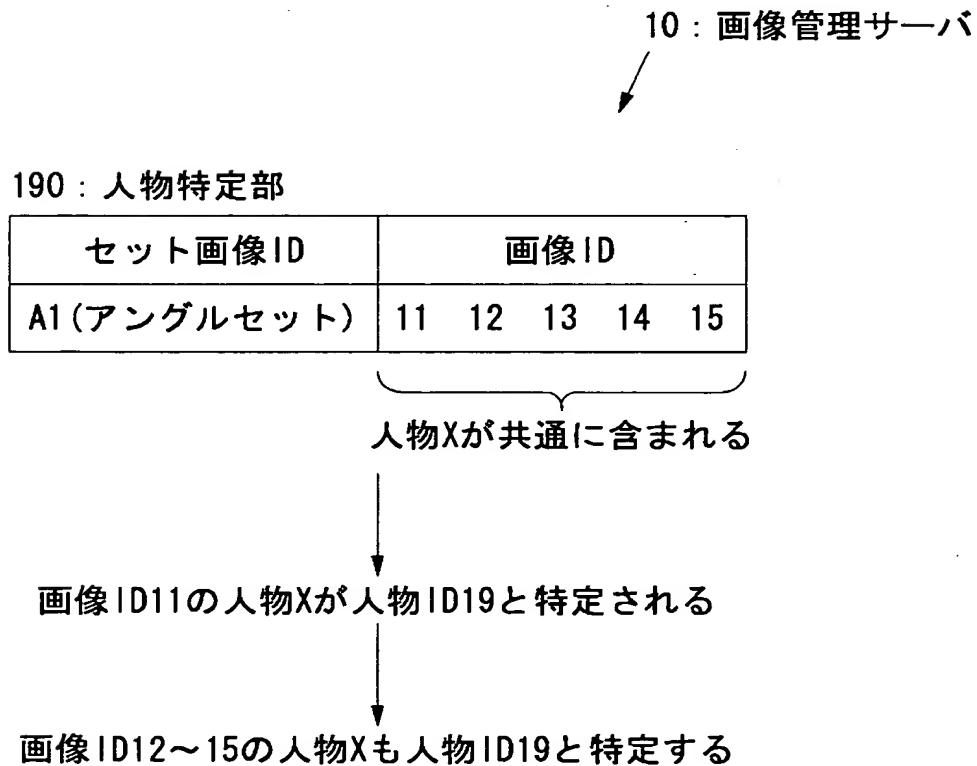 10：画像管理サーバ
190：人物特定部
セット画像ID 画像ID
A1(アングルセット) 11 12 13 14 15
人物Xが共通に含まれる
画像ID11の人物Xが人物ID19と特定される
画像ID12～15の人物Xも人物ID19と特定する